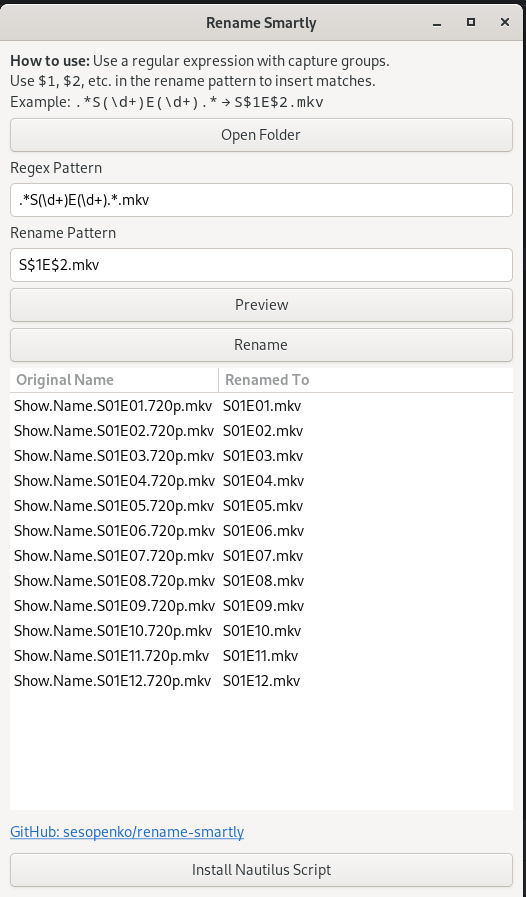 Rename Smartly
How to use: Use a regular expression with capture groups.
Use $1, $2, etc. in the rename pattern to insert matches.
Example: .*S(\d+)E(\d+).* → S$1E$2.mkv
Open Folder
Regex Pattern
.*S(\d+)E(\d+).*.mkv
Rename Pattern
S$1E$2.mkv
Preview
Rename
Original Name Renamed To
Show.Name.S01E01.720p.mkv S01E01.mkv
Show.Name.S01E02.720p.mkv S01E02.mkv
Show.Name.S01E03.720p.mkv S01E03.mkv
Show.Name.S01E04.720p.mkv S01E04.mkv
Show.Name.S01E05.720p.mkv S01E05.mkv
Show.Name.S01E06.720p.mkv S01E06.mkv
Show.Name.S01E07.720p.mkv S01E07.mkv
Show.Name.S01E08.720p.mkv S01E08.mkv
Show.Name.S01E09.720p.mkv S01E09.mkv
Show.Name.S01E10.720p.mkv S01E10.mkv
Show.Name.S01E11.720p.mkv S01E11.mkv
Show.Name.S01E12.720p.mkv S01E12.mkv
GitHub: sesopenko/rename-smartly
Install Nautilus Script